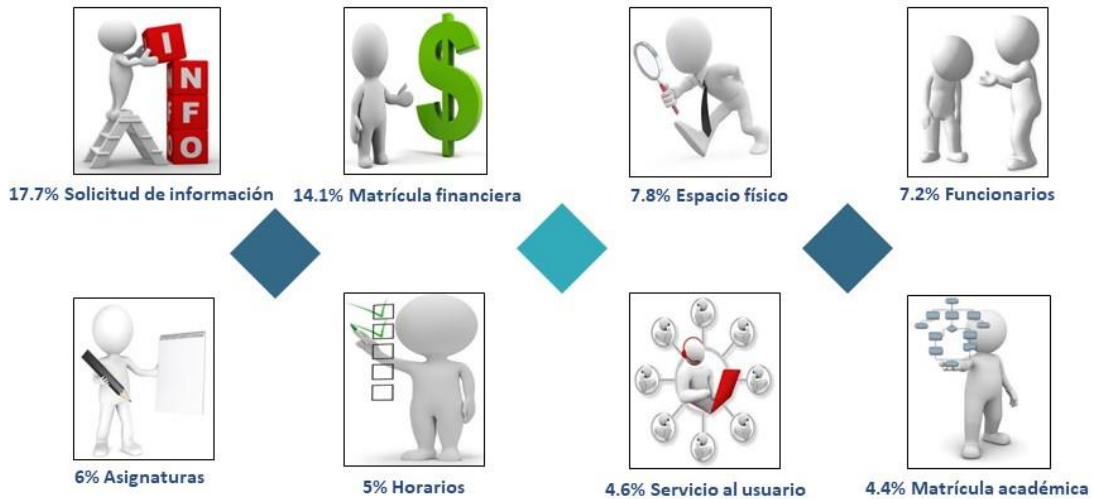 I
N
F
O
17.7% Solicitud de información
14.1% Matrícula financiera
7.8% Espacio físico
7.2% Funcionarios
6% Asignaturas
5% Horarios
4.6% Servicio al usuario
4.4% Matrícula académica